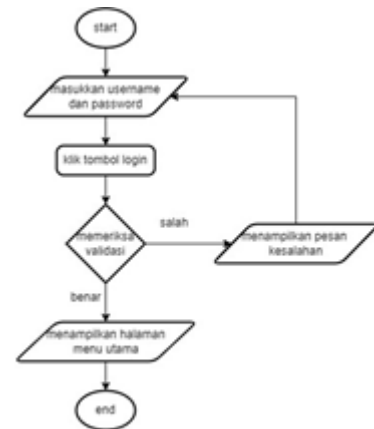 start
masukkan username
dan password
klik tombol login
memeriksa
validasi
salah
menampilkan pesan
kesalahan
benar
menampilkan halaman
menu utama
end